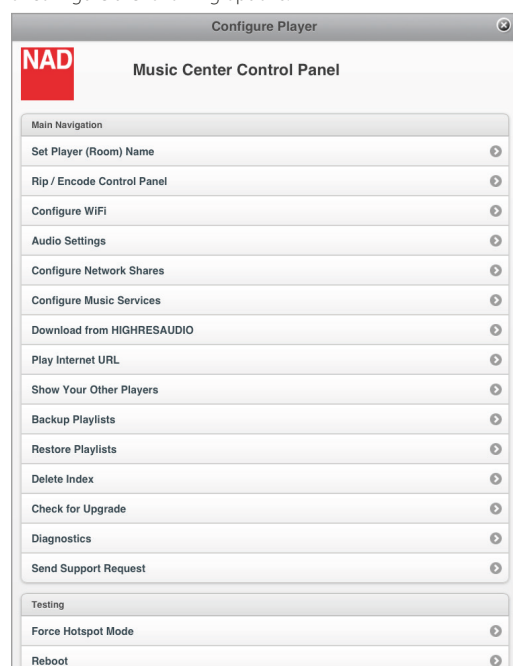 Configure Player
NAD
Music Center Control Panel
Main Navigation
Set Player (Room) Name
Rip / Encode Control Panel
Configure WiFi
Audio Settings
Configure Network Shares
Configure Music Services
Download from HIGHRESAUDIO
Play Internet URL
Show Your Other Players
Backup Playlists
Restore Playlists
Delete Index
Check for Upgrade
Diagnostics
Send Support Request
Testing
Force Hotspot Mode
Reboot